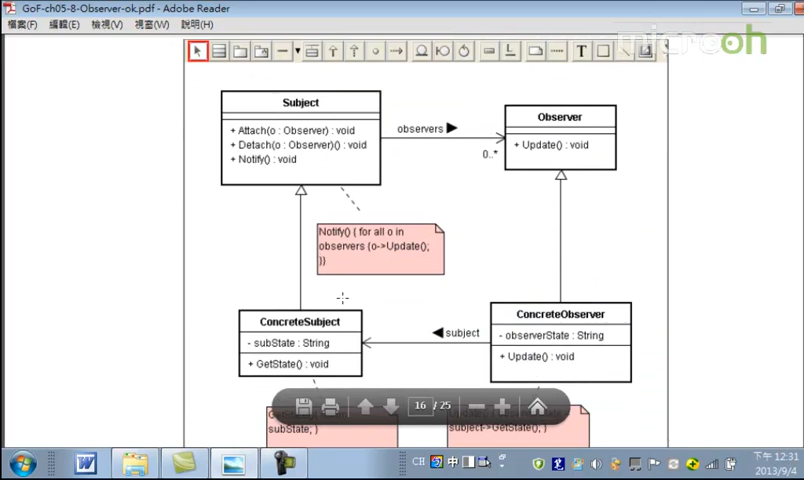 GoF-ch05-8-Observer-ok.pdf - Adobe Reader
檔案(F) 編輯(E) 檢視(V) 視窗(W) 說明(H)
microoh
T
Subject
+ Attach(o : Observer) : void
+ Detach(o : Observer)() : void
+ Notify() : void
observers
0..*
Observer
+ Update() : void
Notify() { for all o in
observers {o->Update();
}}
ConcreteSubject
- subState : String
+ GetState() : void
subject
ConcreteObserver
- observerState : String
+ Update() : void
16 / 25
subState; }
subject->GetState(); }
CH 中
下午 12:31
2013/9/4